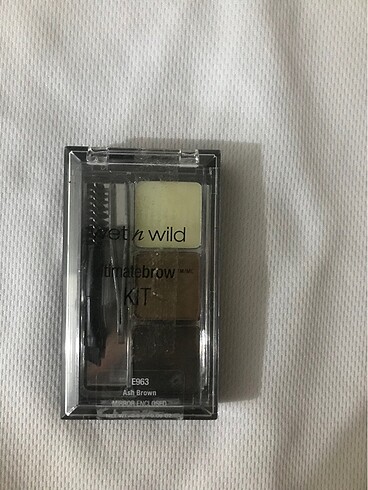 wet n wild
ultimatebrow
KIT
E963
Ash Brown
MIRROR ENCLOSED